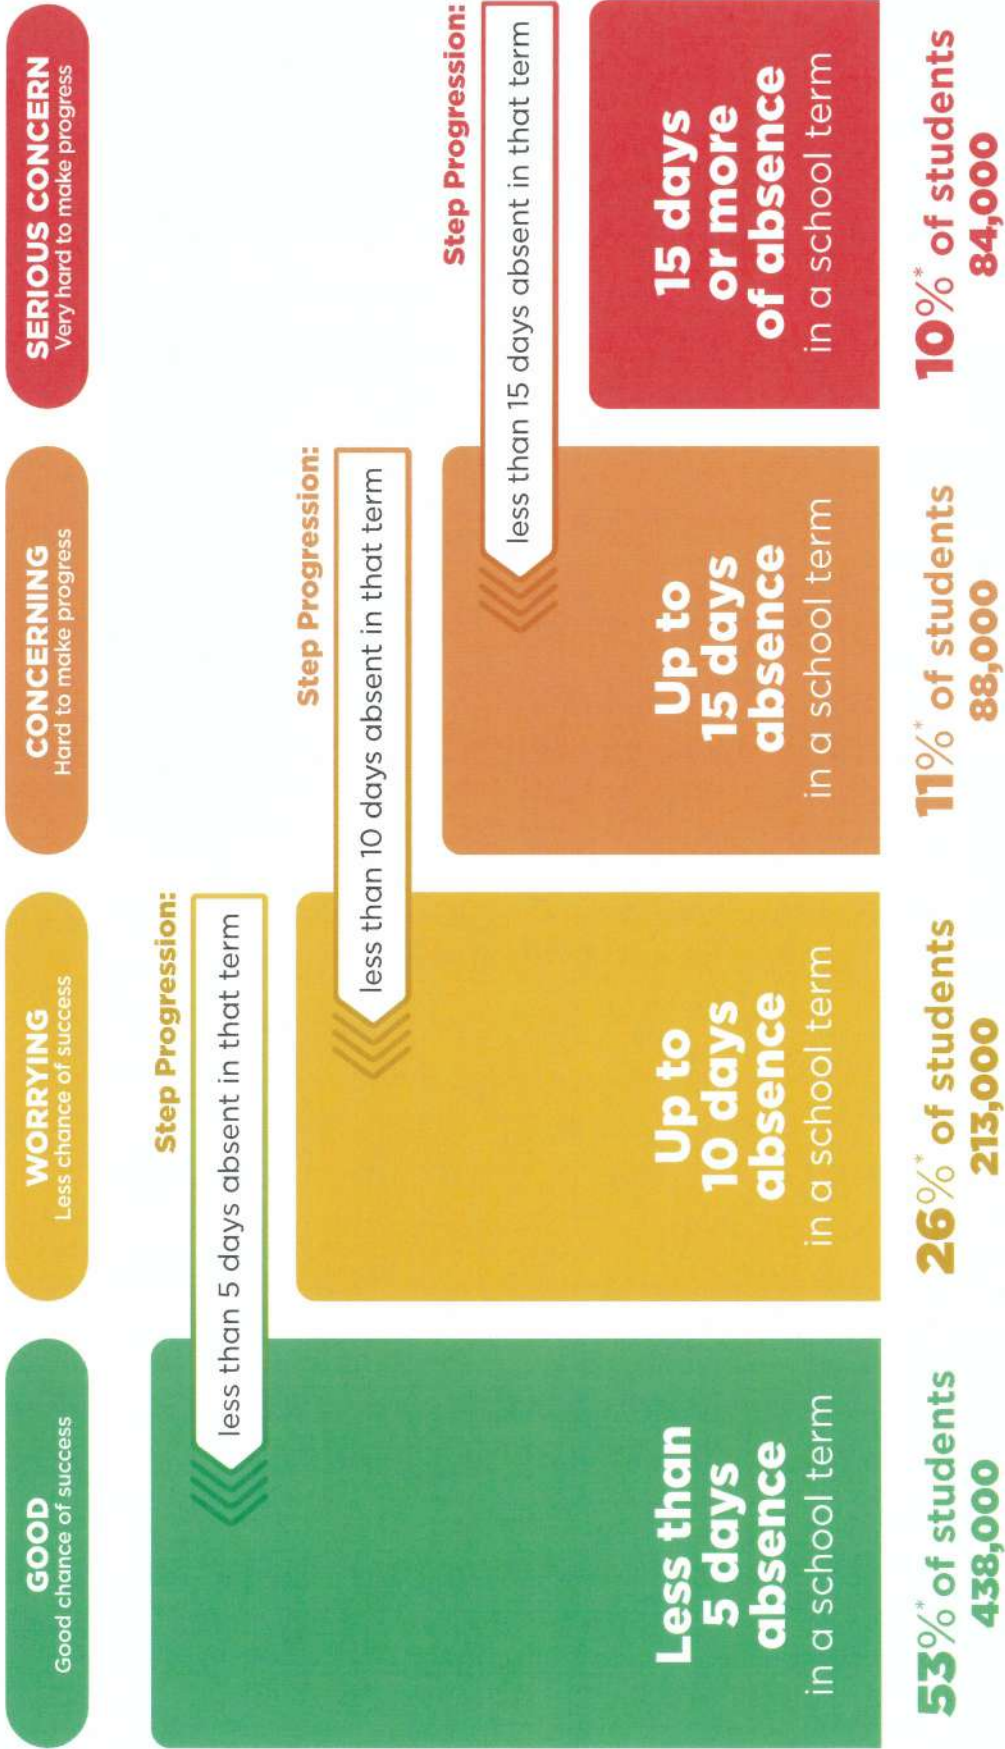 GOOD
Good chance of success
WORRYING
Less chance of success
CONCERNING
Hard to make progress
SERIOUS CONCERN
Very hard to make progress
Step Progression:
less than 5 days absent in that term
Step Progression:
less than 10 days absent in that term
Step Progression:
less than 15 days absent in that term
Less than
5 days
absence
in a school term
Up to
10 days
absence
in a school term
Up to
15 days
absence
in a school term
15 days
or more
of absence
in a school term
53%* of students
438,000
26%* of students
213,000
11%* of students
88,000
10%* of students
84,000